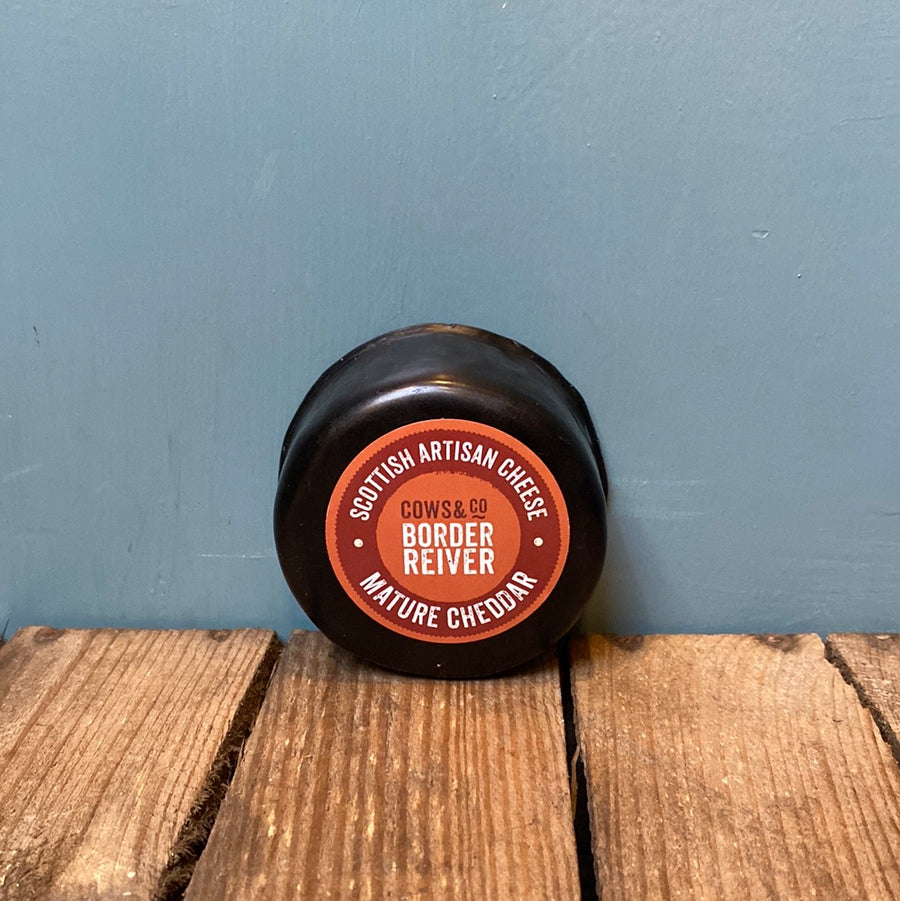 SCOTTISH ARTISAN CHEESE
COWS & CO
BORDER
REIVER
MATURE CHEDDAR